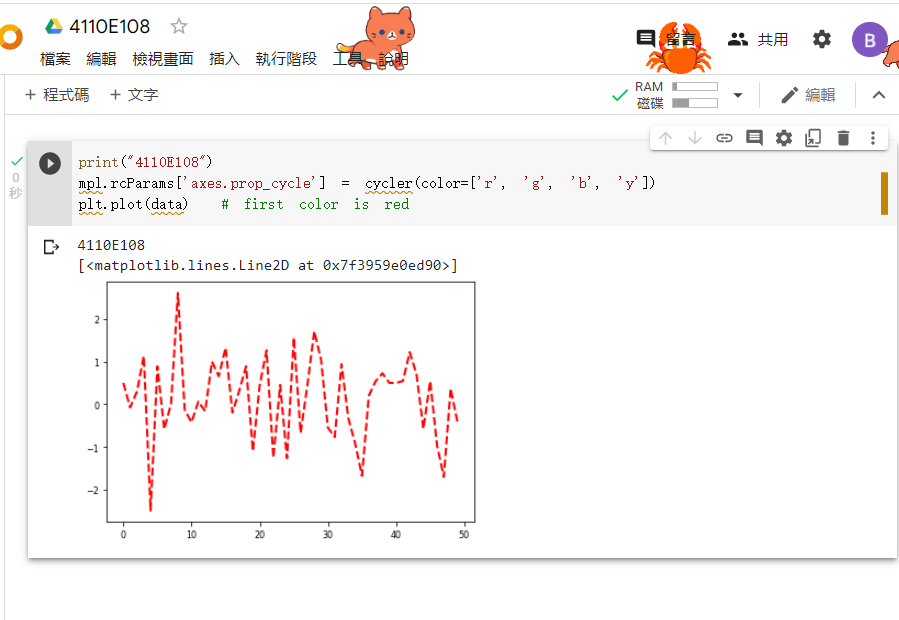 4110E108
檔案 編輯 檢視畫面 插入 執行階段 工具 說明
留言 共用 B
+ 程式碼 + 文字
RAM
磁碟
編輯
0
秒
print("4110E108")
mpl.rcParams['axes.prop_cycle'] = cycler(color=['r', 'g', 'b', 'y'])
plt.plot(data) # first color is red
4110E108
[<matplotlib.lines.Line2D at 0x7f3959e0ed90>]
2
1
0
−1
−2
0 10 20 30 40 50